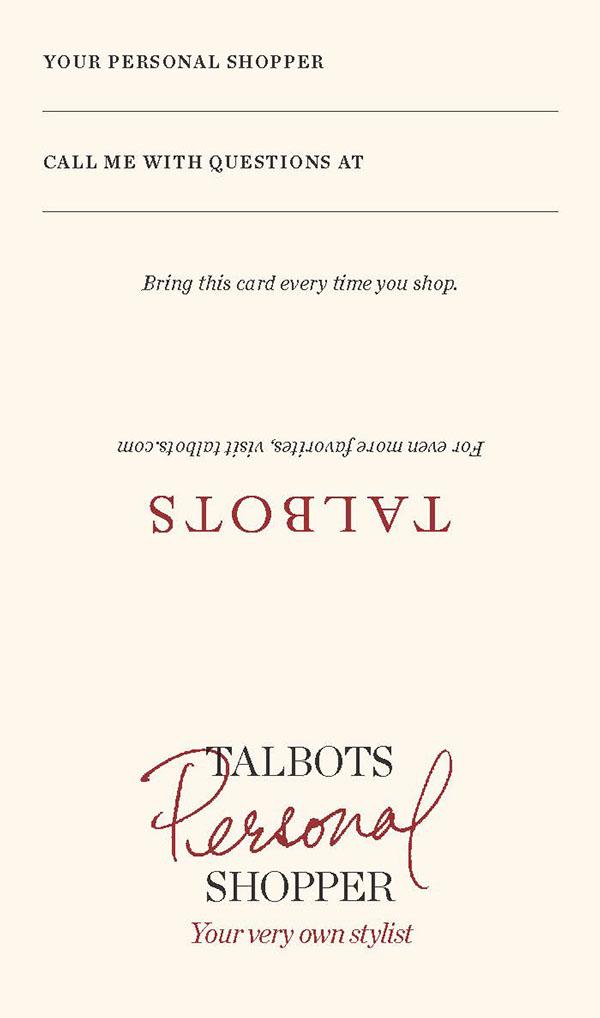 YOUR PERSONAL SHOPPER
CALL ME WITH QUESTIONS AT
Bring this card every time you shop.
TALBOTS
For even more favorites, visit talbots.com
TALBOTS
Personal
SHOPPER
Your very own stylist